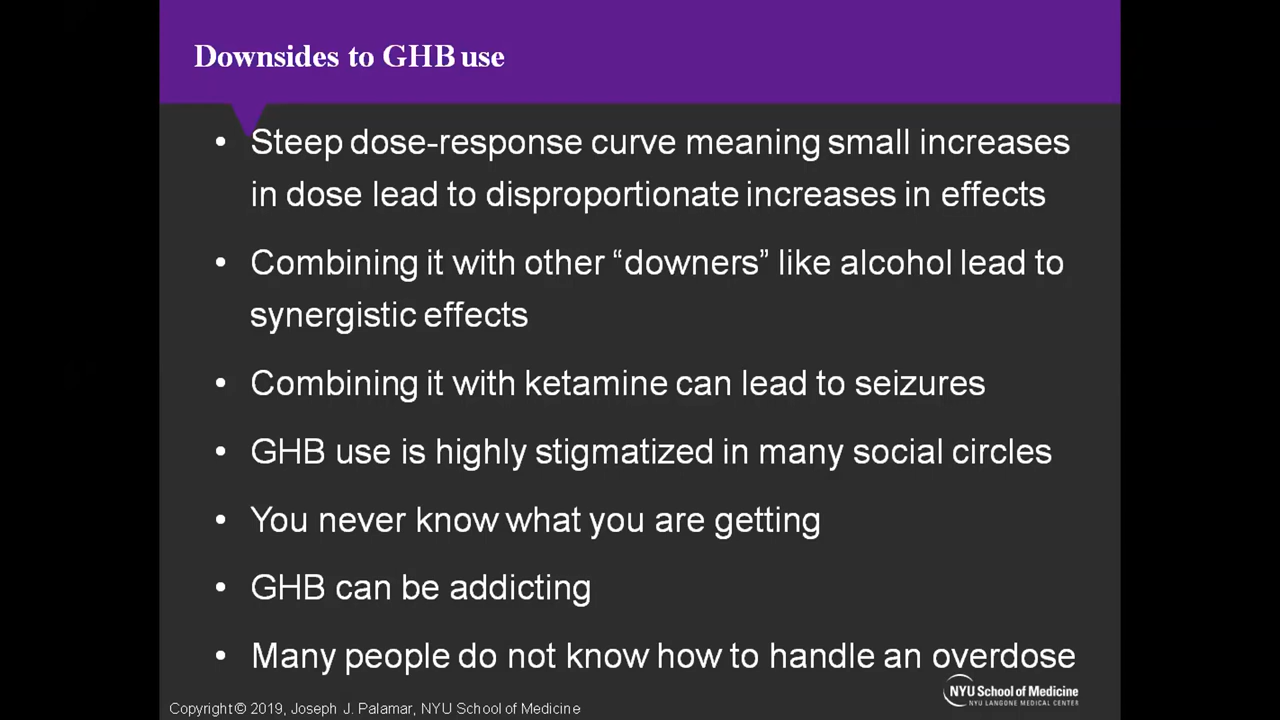 Downsides to GHB use
• Steep dose-response curve meaning small increases
in dose lead to disproportionate increases in effects
• Combining it with other “downers” like alcohol lead to
synergistic effects
• Combining it with ketamine can lead to seizures
• GHB use is highly stigmatized in many social circles
• You never know what you are getting
• GHB can be addicting
• Many people do not know how to handle an overdose
NYU School of Medicine
NYU LANGONE MEDICAL CENTER
Copyright © 2019, Joseph J. Palamar, NYU School of Medicine